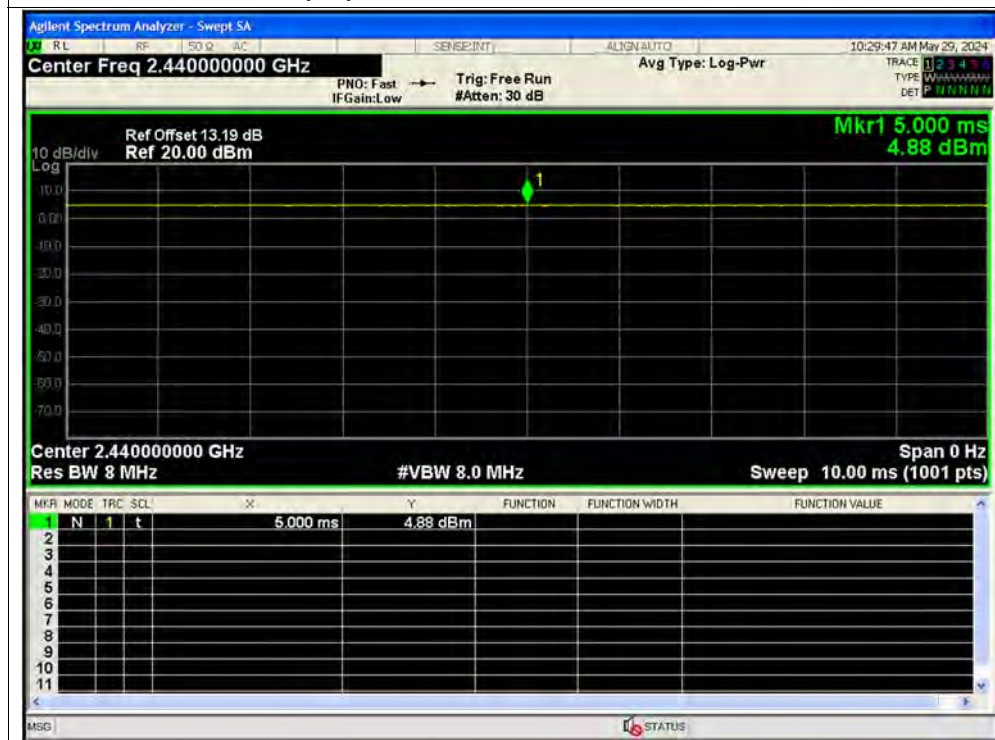 Agilent Spectrum Analyzer - Swept SA
LXI RL RF 50 Ω AC SENSE:INT ALIGN AUTO 10:29:47 AM May 29, 2024
Center Freq 2.440000000 GHz Avg Type: Log-Pwr TRACE 1 2 3 4 5 6
PNO: Fast Trig: Free Run TYPE WWWWWWW
IFGain:Low #Atten: 30 dB DET P N N N N N
Mkr1 5.000 ms
Ref Offset 13.19 dB
10 dB/div Ref 20.00 dBm 4.88 dBm
Log
1
10.0
0.00
-10.0
-20.0
-30.0
-40.0
-50.0
-60.0
-70.0
Center 2.440000000 GHz Span 0 Hz
Res BW 8 MHz #VBW 8.0 MHz Sweep 10.00 ms (1001 pts)
MKR MODE TRC SCL X Y FUNCTION FUNCTION WIDTH FUNCTION VALUE
1 N 1 t 5.000 ms 4.88 dBm
2
3
4
5
6
7
8
9
10
11
MSG STATUS